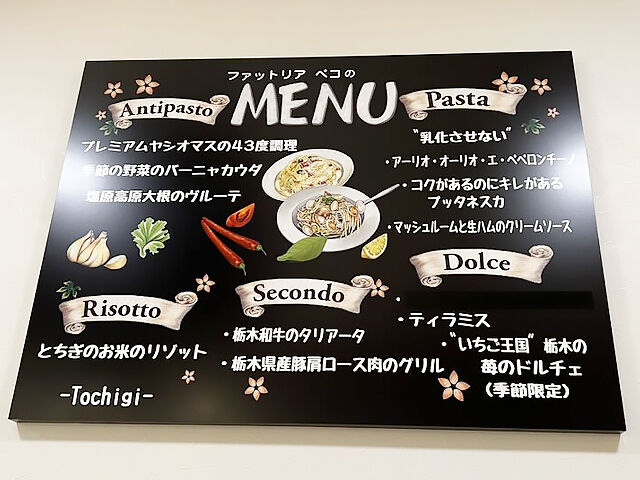 ファットリア ペコの
MENU
Antipasto
プレミアムヤシオマスの43度調理
季節の野菜のバーニャカウダ
塩原高原大根のヴルーテ
Pasta
"乳化させない"
・アーリオ・オーリオ・エ・ペペロンチーノ
・コクがあるのにキレがある
プッタネスカ
・マッシュルームと生ハムのクリームソース
Risotto
とちぎのお米のリゾット
-Tochigi-
Secondo
・栃木和牛のタリアータ
・栃木県産豚肩ロース肉のグリル
Dolce
・
・ティラミス
・"いちご王国"栃木の
苺のドルチェ
(季節限定)